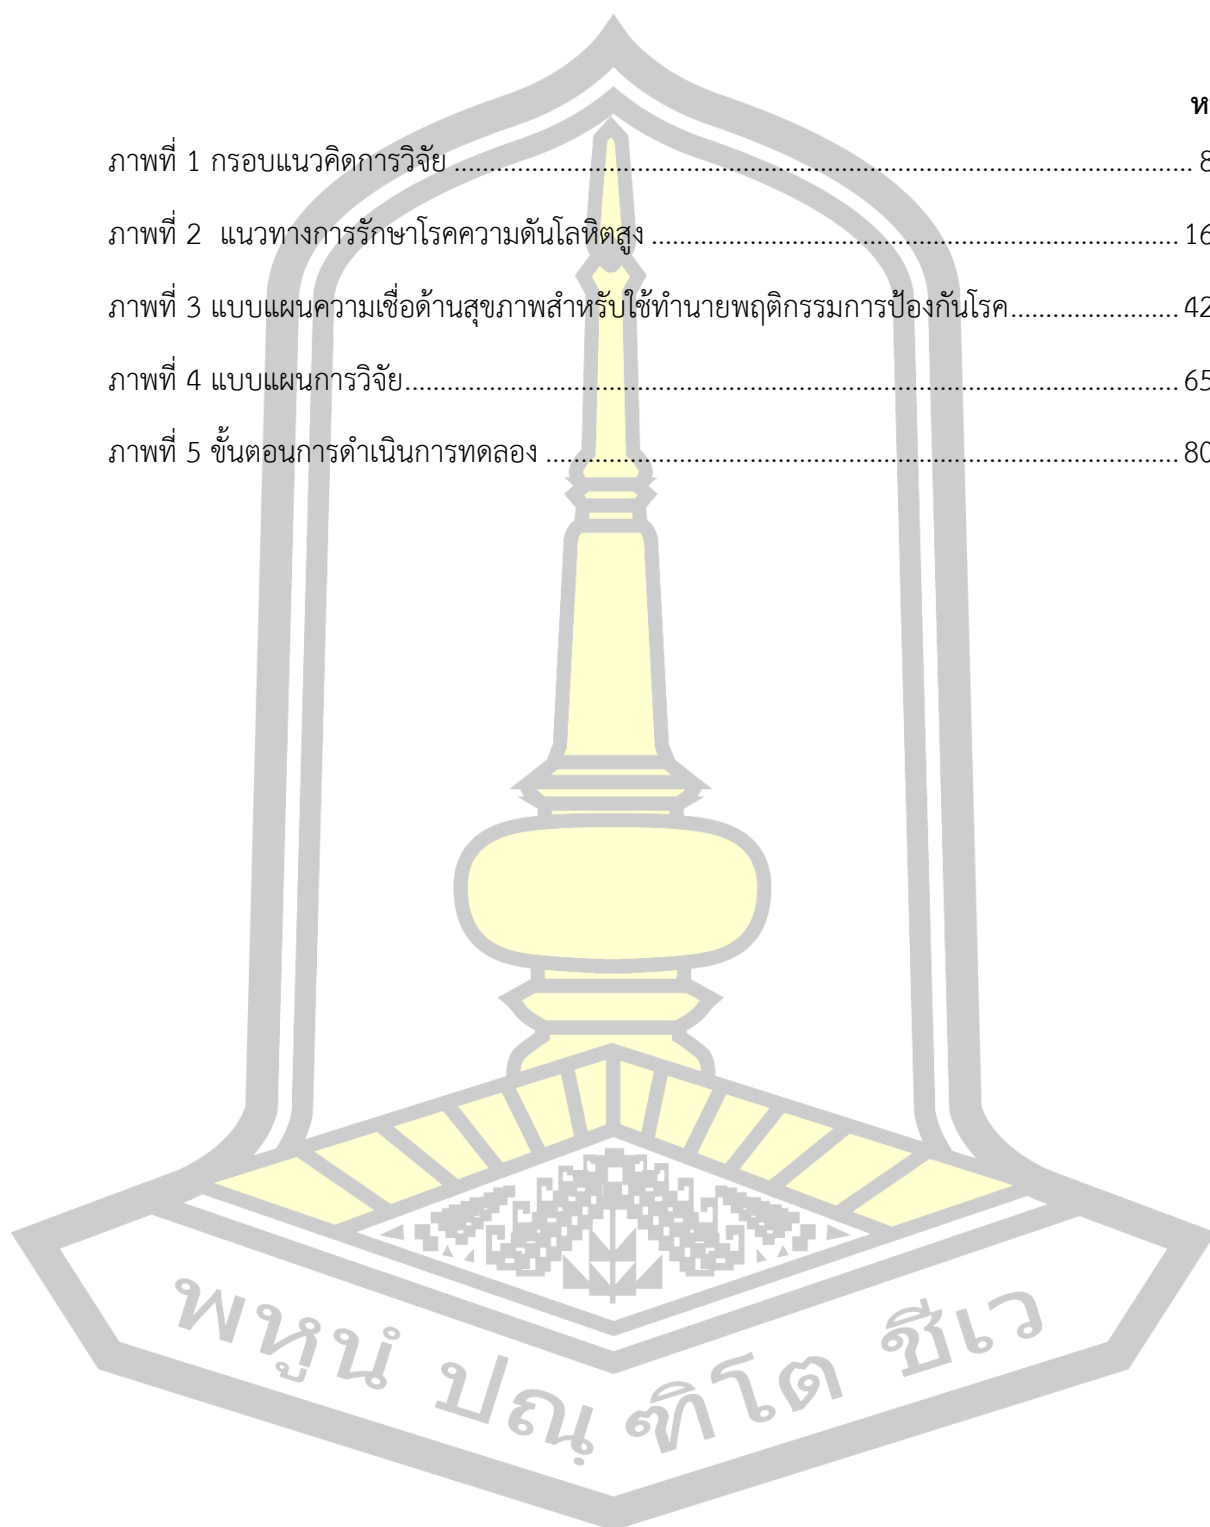 ภาพที่ 1 กรอบแนวคิดการวิจัย ........................................................................................... 8
ภาพที่ 2 แนวทางการรักษาโรคความดันโลหิตสูง ................................................................. 16
ภาพที่ 3 แบบแผนความเชื่อด้านสุขภาพสำหรับใช้ทำนายพฤติกรรมการป้องกันโรค..................... 42
ภาพที่ 4 แบบแผนการวิจัย................................................................................................ 65
ภาพที่ 5 ขั้นตอนการดำเนินการทดลอง .............................................................................. 80
พหูนํ ปณฺฑิโต ชีเว